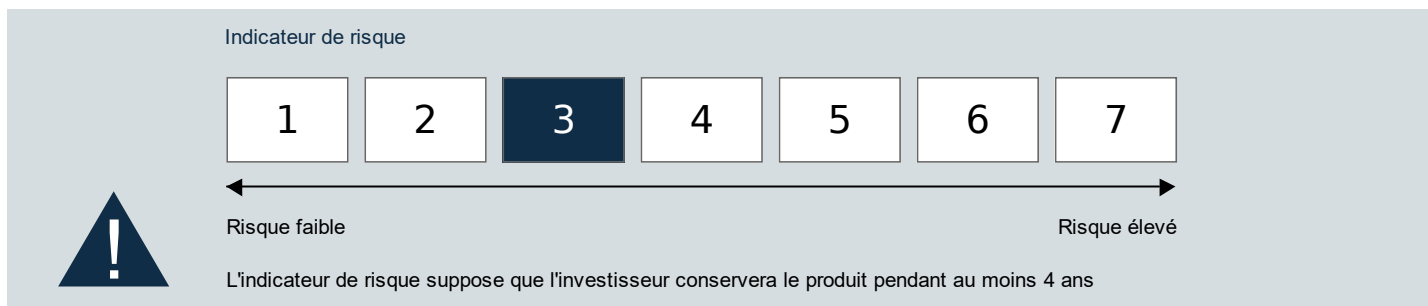 Indicateur de risque
1 2 3 4 5 6 7
Risque faible Risque élevé
!
L'indicateur de risque suppose que l'investisseur conservera le produit pendant au moins 4 ans